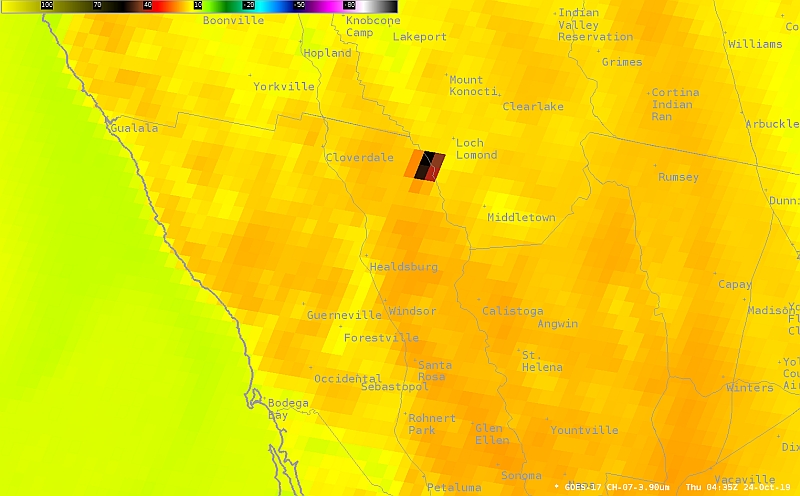 100 70 40 10 -20 -50 -80
Boonville
Knobcone
Camp
Lakeport
Indian
Valley
Reservation
Co
Williams
Hopland
Grimes
Yorkville
Mount
Konocti
Clearlake
Cortina
Indian
Ran
Gualala
Arbuckle
Loch
Lomond
Cloverdale
Rumsey
Middletown
Dunni
Healdsburg
Capay
Guerneville
Windsor
Calistoga
Madison
Yo
Fl
Cl
Angwin
Forestville
St.
Helena
Santa
Rosa
Yol
Cou
Air
Occidental
Sebastopol
Winters
Bodega
Bay
Rohnert
Park
Glen
Ellen
Yountville
Dix
Sonoma
Vacaville
Petaluma
* GOES-17 CH-07-3.90um Thu 04:35Z 24-Oct-19